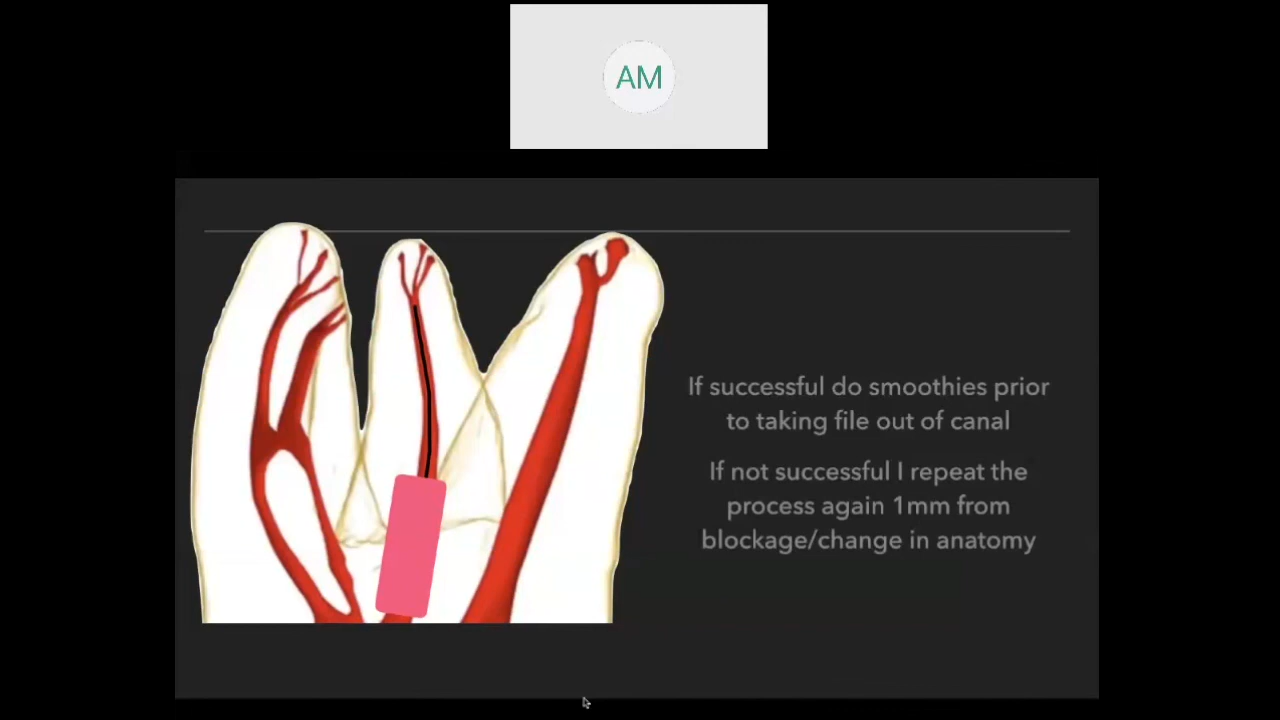 AM
If successful do smoothies prior
to taking file out of canal
If not successful I repeat the
process again 1mm from
blockage/change in anatomy